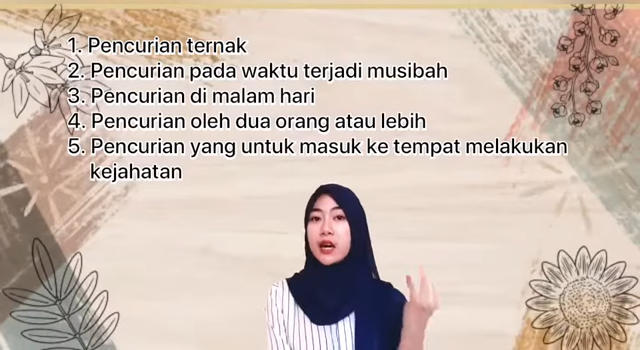 1. Pencurian ternak
2. Pencurian pada waktu terjadi musibah
3. Pencurian di malam hari
4. Pencurian oleh dua orang atau lebih
5. Pencurian yang untuk masuk ke tempat melakukan
kejahatan